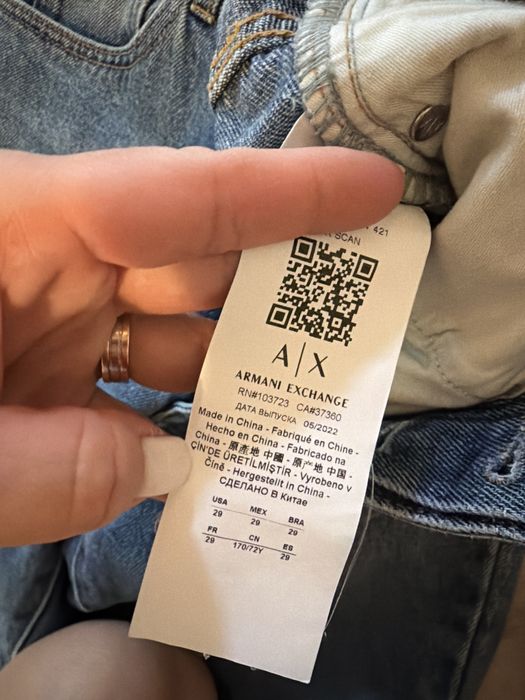 421
SCAN
A|X
ARMANI EXCHANGE
RN#103723 CA#37360
ДАТА ВЫПУСКА 05/2022
Made in China - Fabriqué en Chine -
Hecho en China - Fabricado na
China - 原產地 中國 - 原产地 中国 -
ÇİN'DE ÜRETİLMİŞTİR - Vyrobeno v
Číně - Hergestellt in China -
СДЕЛАНО В Китае
USA MEX BRA
29 29 29
FR CN ES
29 170/72Y 29